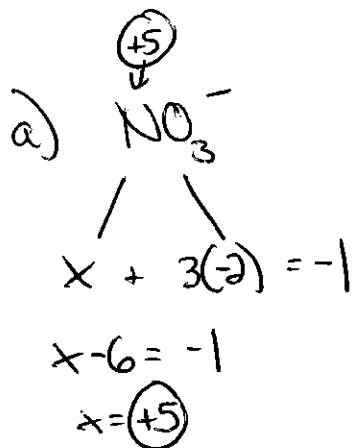 +5
a) NO₃⁻
x + 3(-2) = -1
x-6 = -1
x = +5